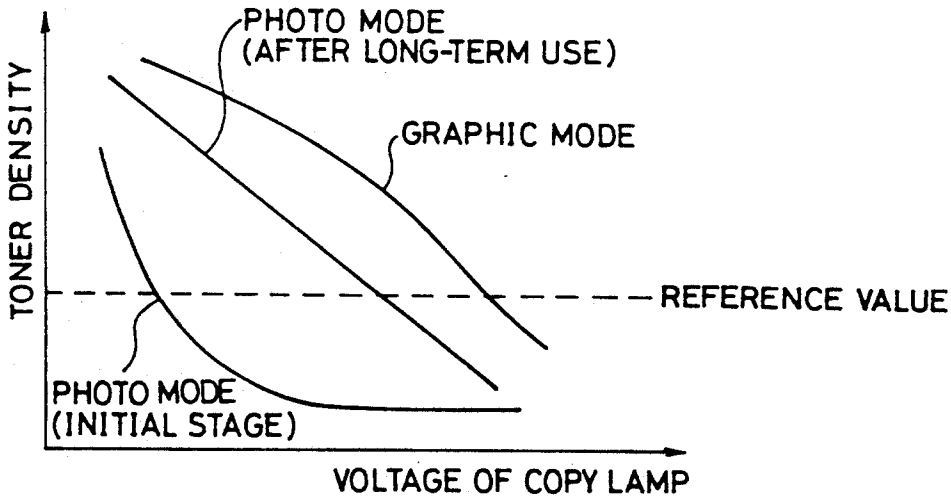 PHOTO MODE
(AFTER LONG-TERM USE)
GRAPHIC MODE
TONER DENSITY
REFERENCE VALUE
PHOTO MODE
(INITIAL STAGE)
VOLTAGE OF COPY LAMP